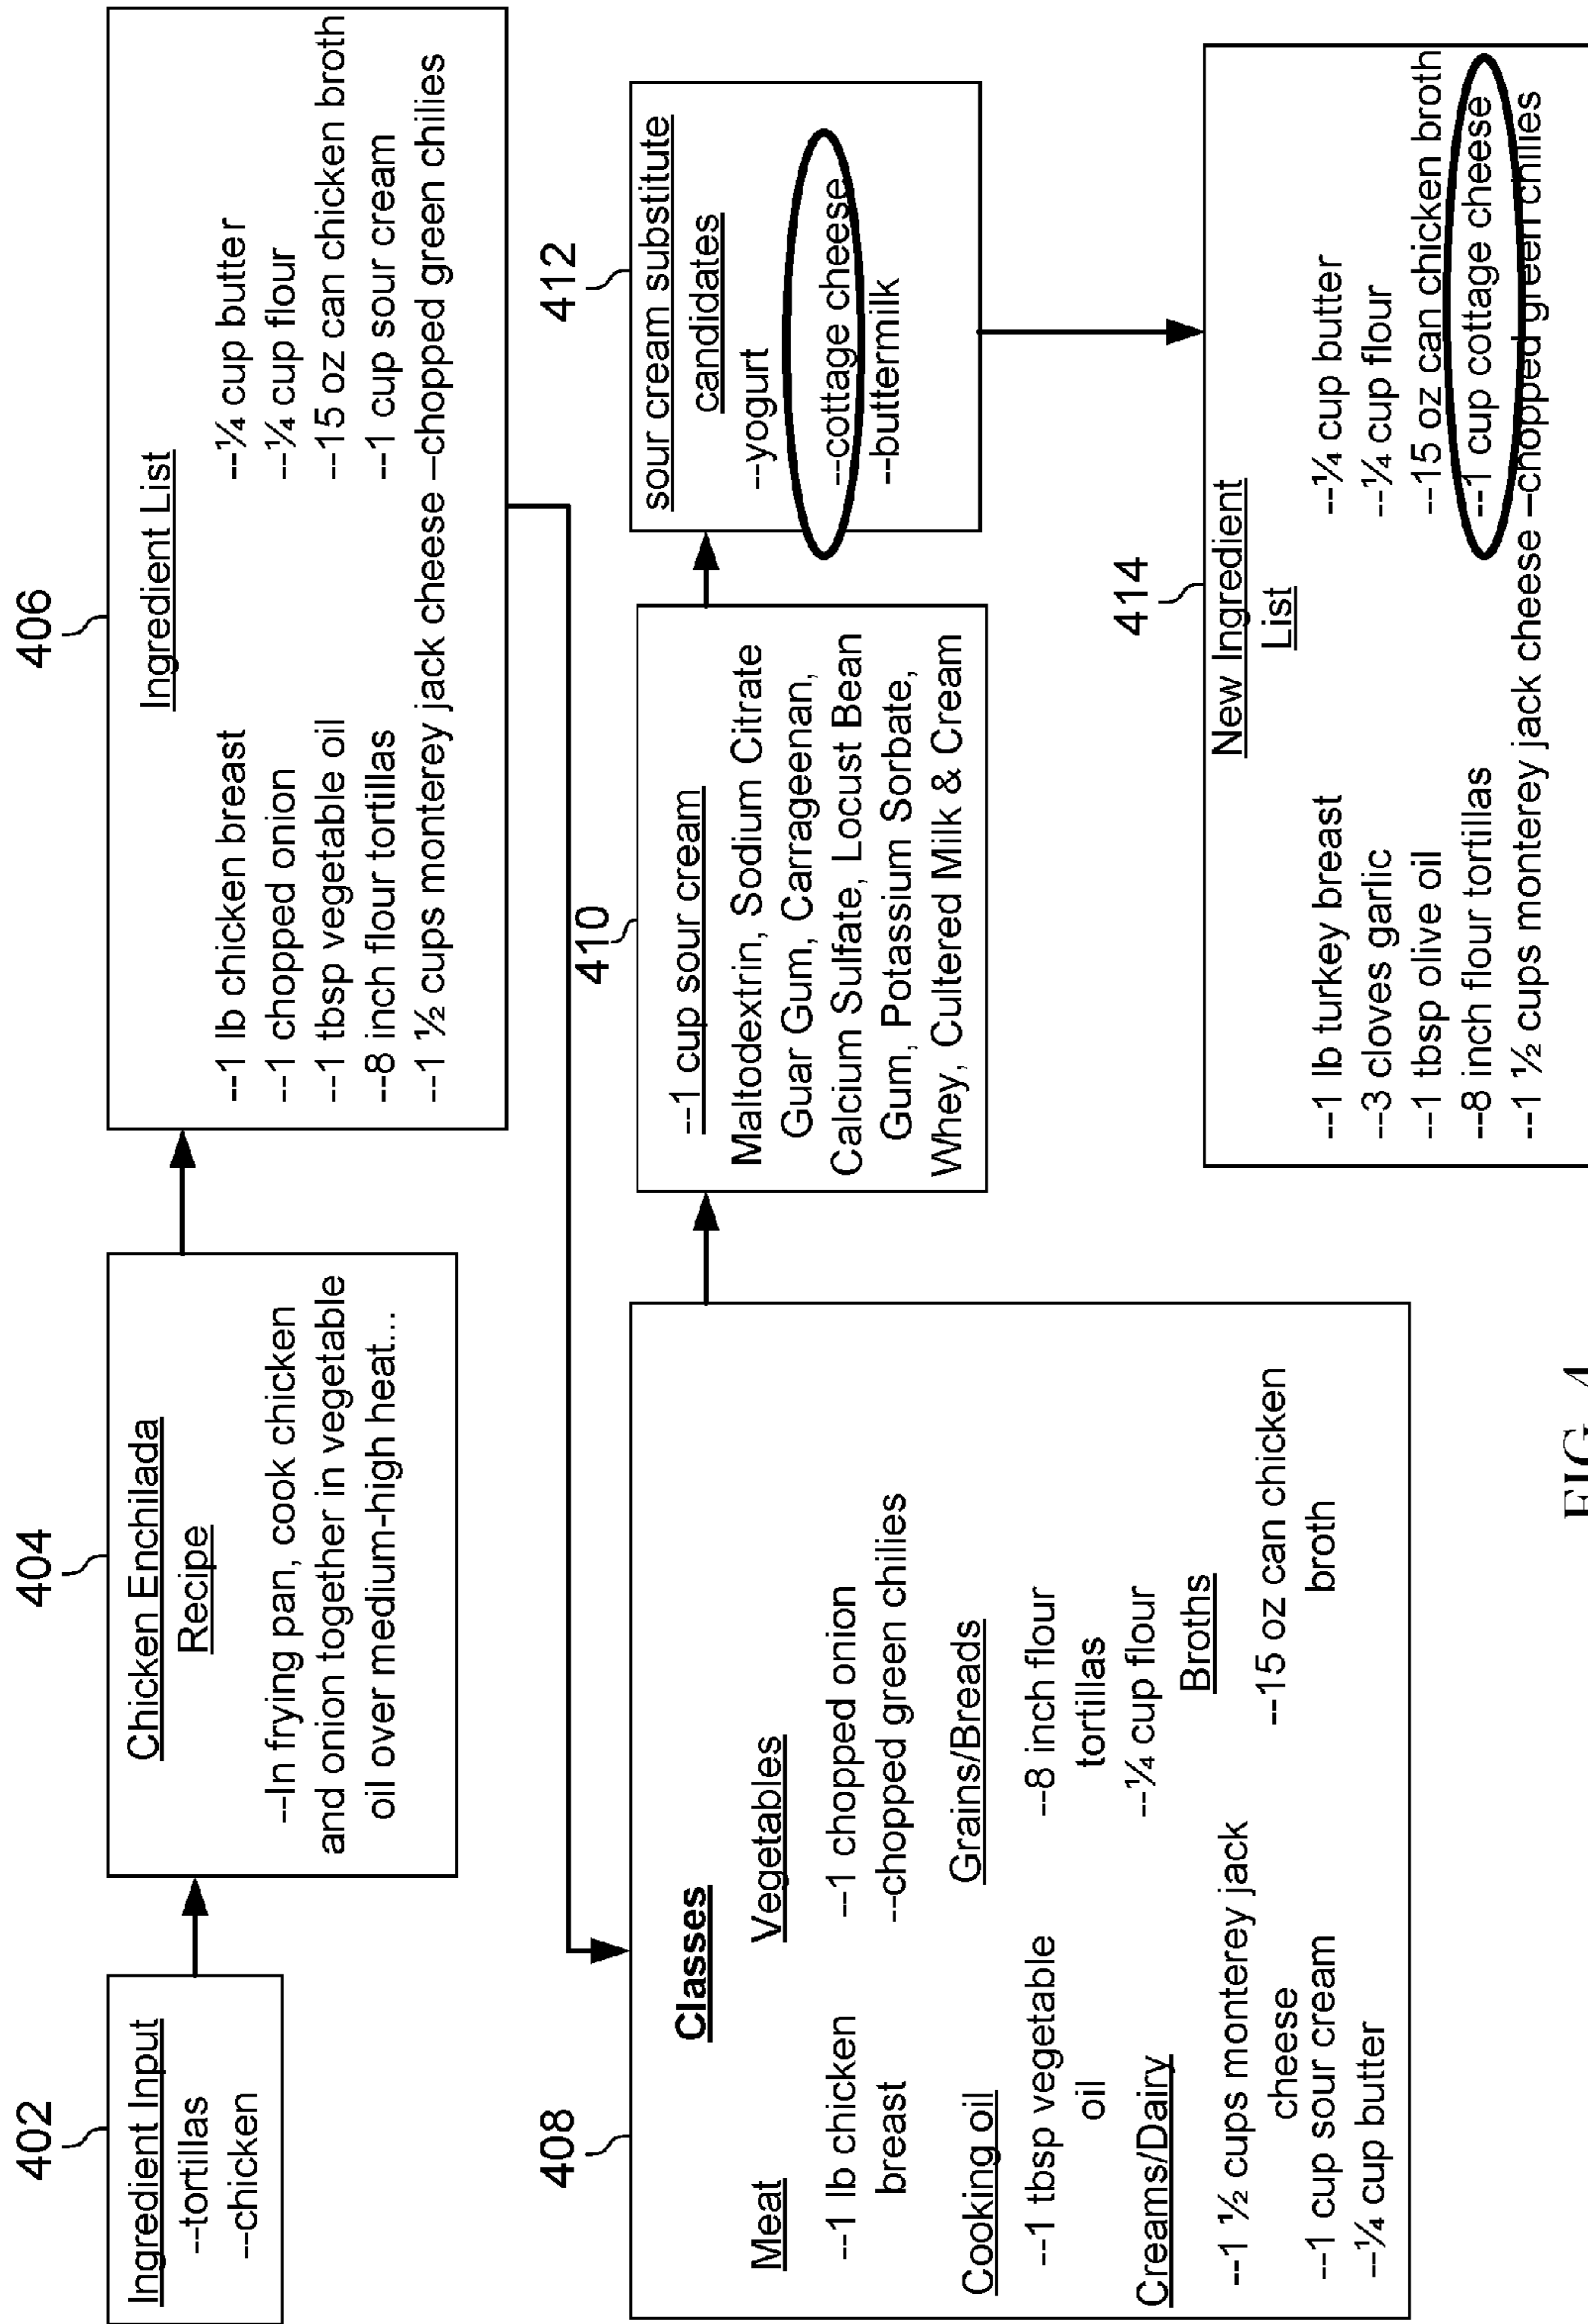 402
Ingredient Input
--tortillas
--chicken
404
Chicken Enchilada
Recipe
--In frying pan, cook chicken
and onion together in vegetable
oil over medium-high heat...
406
Ingredient List
--1 lb chicken breast
--1 chopped onion
--1 tbsp vegetable oil
--8 inch flour tortillas
--1 ½ cups monterey jack cheese
--¼ cup butter
--¼ cup flour
--15 oz can chicken broth
--1 cup sour cream
–chopped green chilies
408
Classes
Meat
--1 lb chicken
breast
Cooking oil
--1 tbsp vegetable
oil
Creams/Dairy
--1 ½ cups monterey jack
cheese
--1 cup sour cream
--¼ cup butter
Vegetables
--1 chopped onion
--chopped green chilies
Grains/Breads
--8 inch flour
tortillas
--¼ cup flour
Broths
--15 oz can chicken
broth
410
--1 cup sour cream
Maltodextrin, Sodium Citrate
Guar Gum, Carrageenan,
Calcium Sulfate, Locust Bean
Gum, Potassium Sorbate,
Whey, Cultered Milk & Cream
412
sour cream substitute
candidates
--yogurt
--cottage cheese
--buttermilk
414
New Ingredient
List
--1 lb turkey breast
--3 cloves garlic
--1 tbsp olive oil
--8 inch flour tortillas
--1 ½ cups monterey jack cheese
--¼ cup butter
--¼ cup flour
--15 oz can chicken broth
--1 cup cottage cheese
–chopped green chilies
FIG. 4